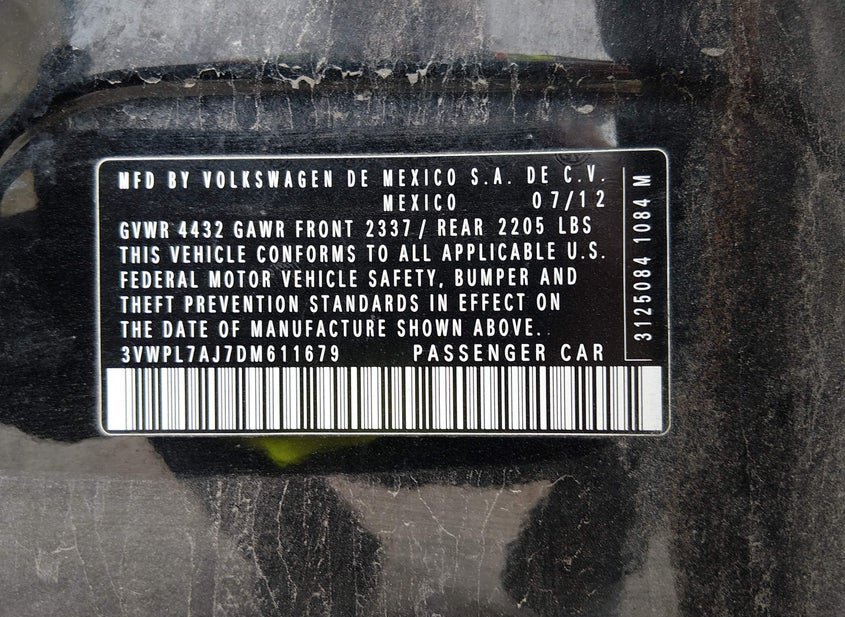 MFD BY VOLKSWAGEN DE MEXICO S.A. DE C.V.
MEXICO 07/12
GVWR 4432 GAWR FRONT 2337/ REAR 2205 LBS
THIS VEHICLE CONFORMS TO ALL APPLICABLE U.S.
FEDERAL MOTOR VEHICLE SAFETY, BUMPER AND
THEFT PREVENTION STANDARDS IN EFFECT ON
THE DATE OF MANUFACTURE SHOWN ABOVE.
3VWPL7AJ7DM611679 PASSENGER CAR
3125084 1084 M